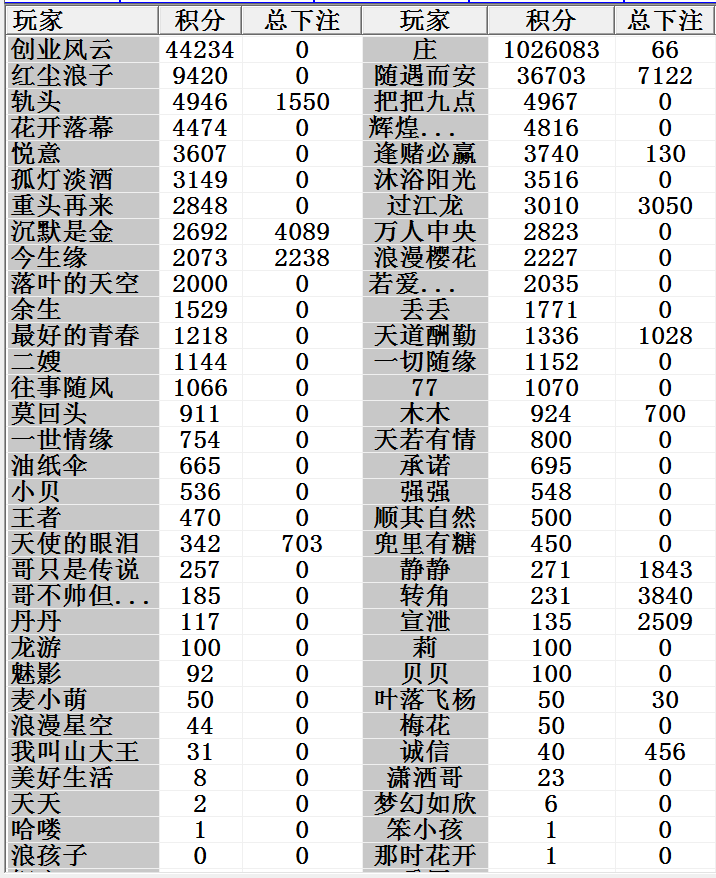 玩家 积分 总下注 玩家 积分 总下注
创业风云 44234 0 庄 1026083 66
红尘浪子 9420 0 随遇而安 36703 7122
轨头 4946 1550 把把九点 4967 0
花开落幕 4474 0 辉煌... 4816 0
悦意 3607 0 逢赌必赢 3740 130
孤灯淡酒 3149 0 沐浴阳光 3516 0
重头再来 2848 0 过江龙 3010 3050
沉默是金 2692 4089 万人中央 2823 0
今生缘 2073 2238 浪漫樱花 2227 0
落叶的天空 2000 0 若爱... 2035 0
余生 1529 0 丢丢 1771 0
最好的青春 1218 0 天道酬勤 1336 1028
二嫂 1144 0 一切随缘 1152 0
往事随风 1066 0 77 1070 0
莫回头 911 0 木木 924 700
一世情缘 754 0 天若有情 800 0
油纸伞 665 0 承诺 695 0
小贝 536 0 强强 548 0
王者 470 0 顺其自然 500 0
天使的眼泪 342 703 兜里有糖 450 0
哥只是传说 257 0 静静 271 1843
哥不帅但... 185 0 转角 231 3840
丹丹 117 0 宣泄 135 2509
龙游 100 0 莉 100 0
魅影 92 0 贝贝 100 0
麦小萌 50 0 叶落飞杨 50 30
浪漫星空 44 0 梅花 50 0
我叫山大王 31 0 诚信 40 456
美好生活 8 0 潇洒哥 23 0
天天 2 0 梦幻如欣 6 0
哈喽 1 0 笨小孩 1 0
浪孩子 0 0 那时花开 1 0